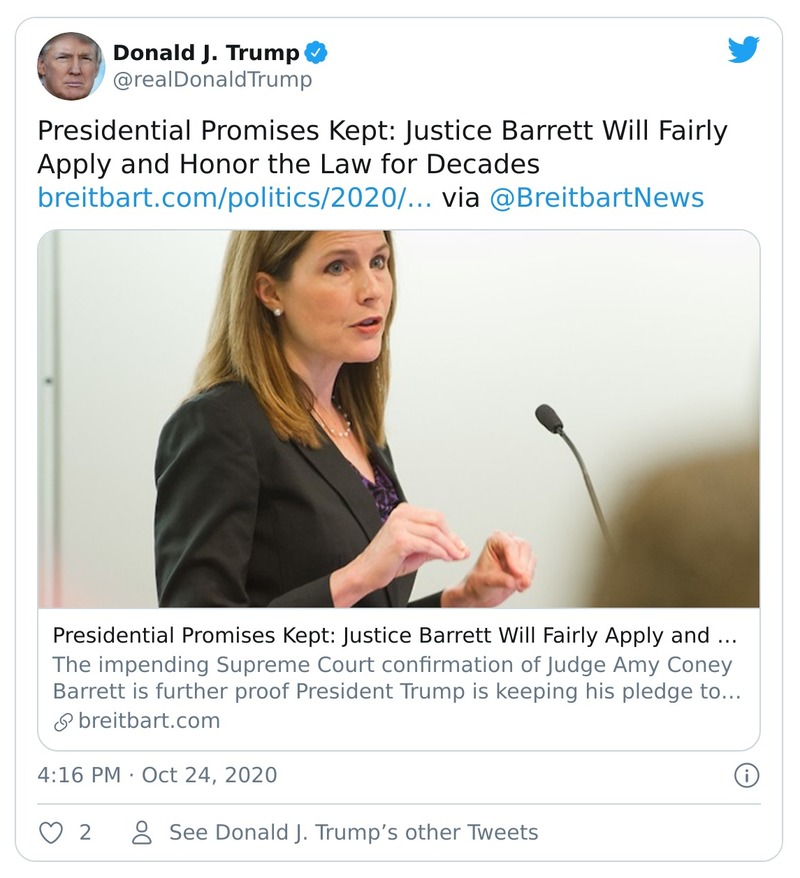 Donald J. Trump
@realDonaldTrump
Presidential Promises Kept: Justice Barrett Will Fairly
Apply and Honor the Law for Decades
breitbart.com/politics/2020/… via @BreitbartNews
Presidential Promises Kept: Justice Barrett Will Fairly Apply and …
The impending Supreme Court confirmation of Judge Amy Coney
Barrett is further proof President Trump is keeping his pledge to…
breitbart.com
4:16 PM · Oct 24, 2020
2 See Donald J. Trump’s other Tweets